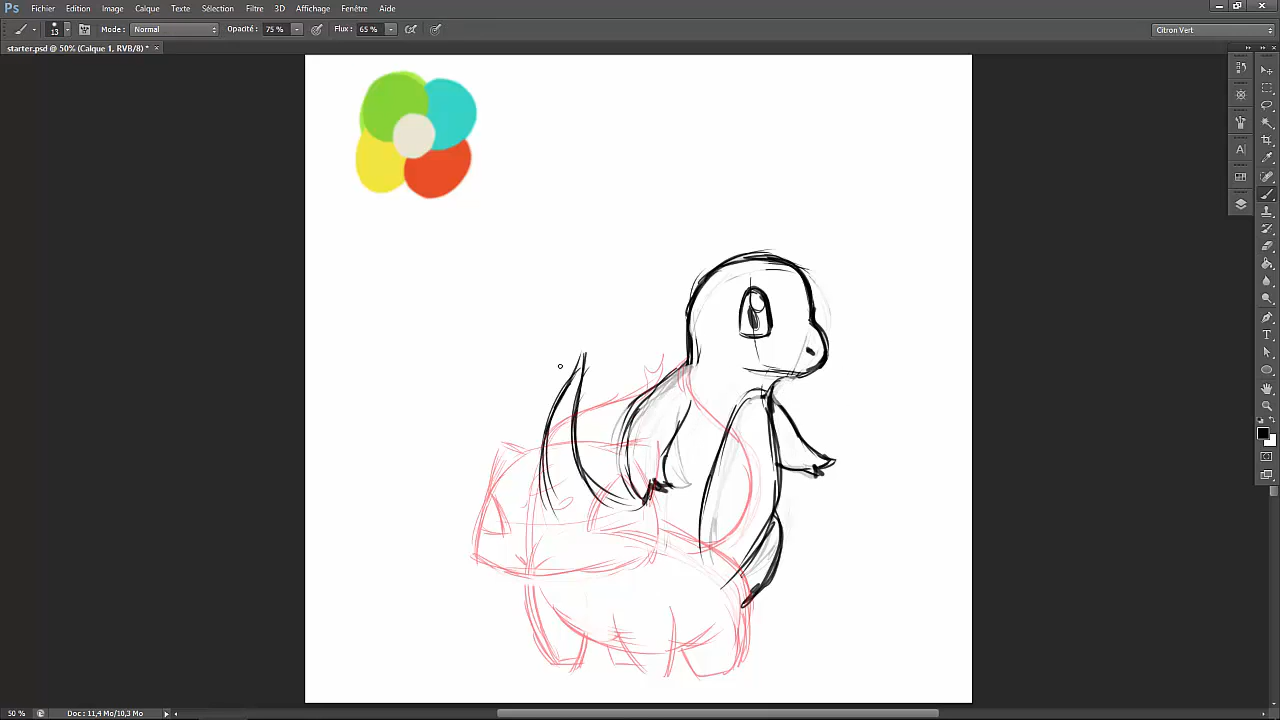 Ps Fichier Edition Image Calque Texte Sélection Filtre 3D Affichage Fenêtre Aide
13 Mode : Normal Opacité : 75 % Flux : 65 % Citron Vert
starter.psd @ 50% (Calque 1, RVB/8) * ×
50 % Doc : 11,4 Mo/10,3 Mo